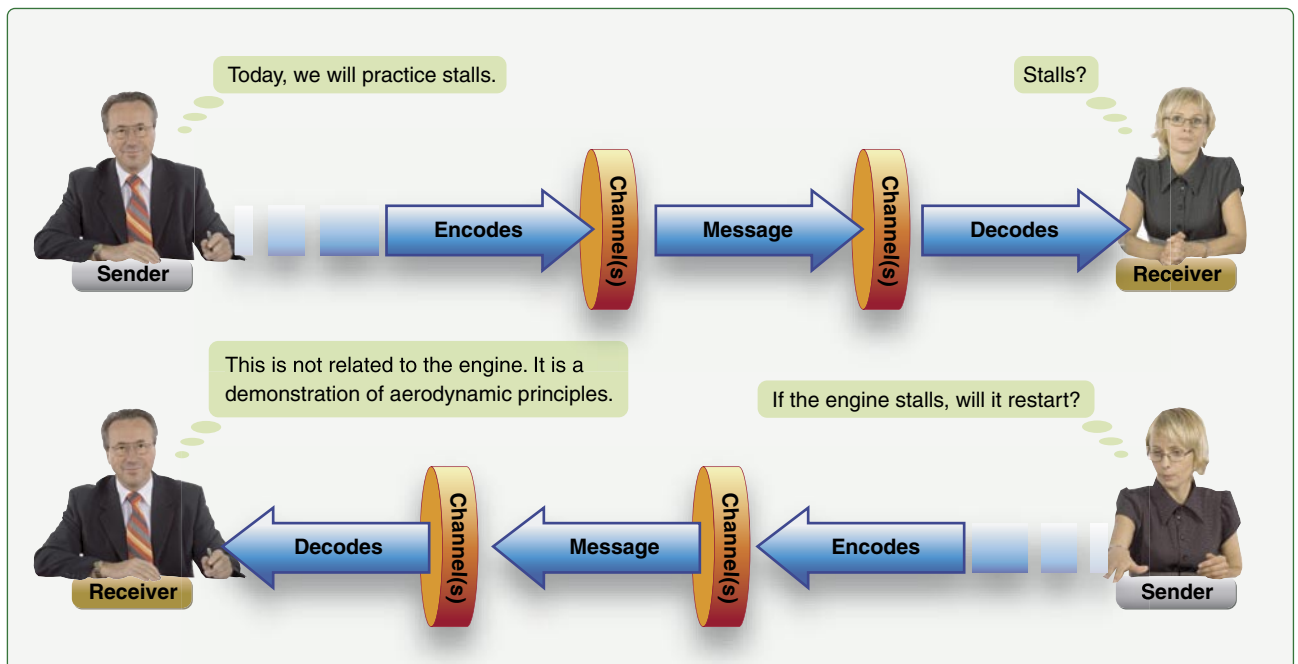 Today, we will practice stalls.
Stalls?
Encodes
Channel(s)
Message
Channel(s)
Decodes
Sender
Receiver
This is not related to the engine. It is a
demonstration of aerodynamic principles.
If the engine stalls, will it restart?
Decodes
Channel(s)
Message
Channel(s)
Encodes
Receiver
Sender